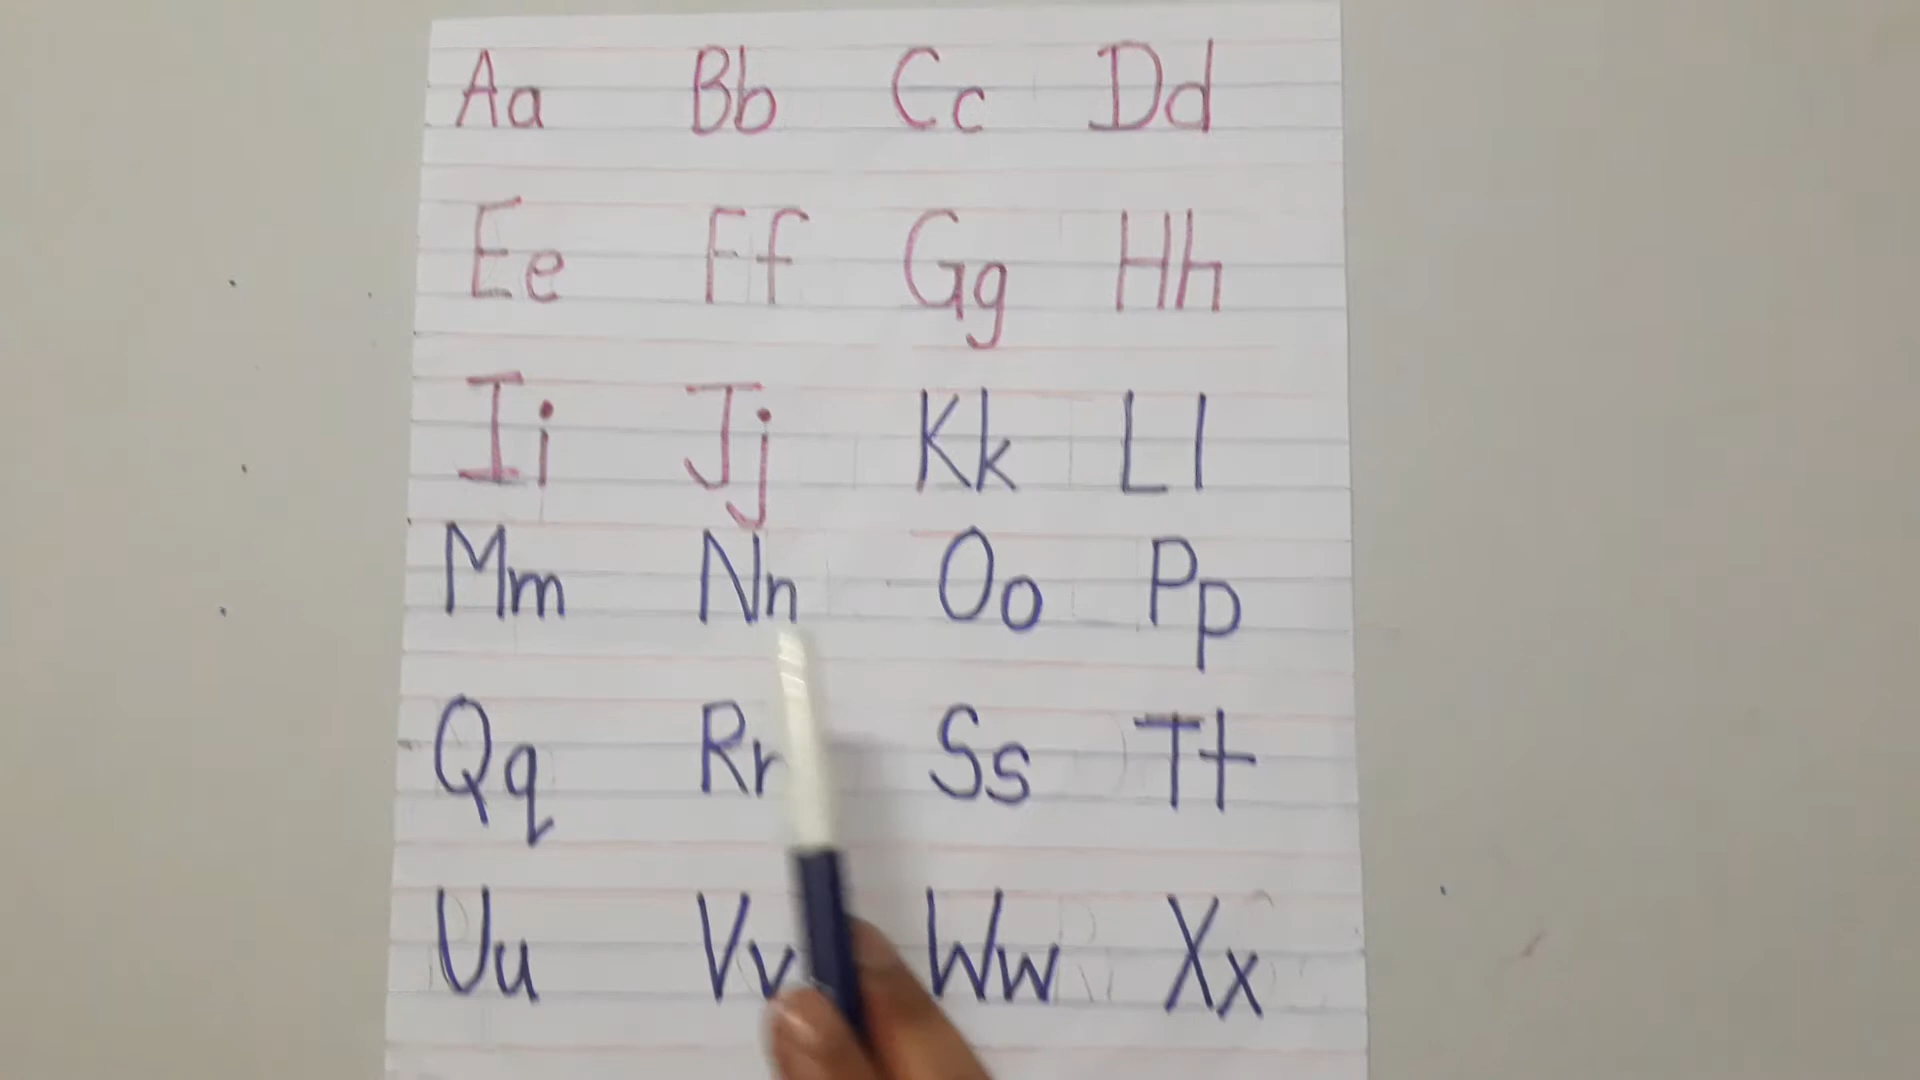 Aa Bb Cc Dd
Ee Ff Gg Hh
Ii Jj Kk Ll
Mm Nn Oo Pp
Qq Rr Ss Tt
Uu Vv Ww Xx